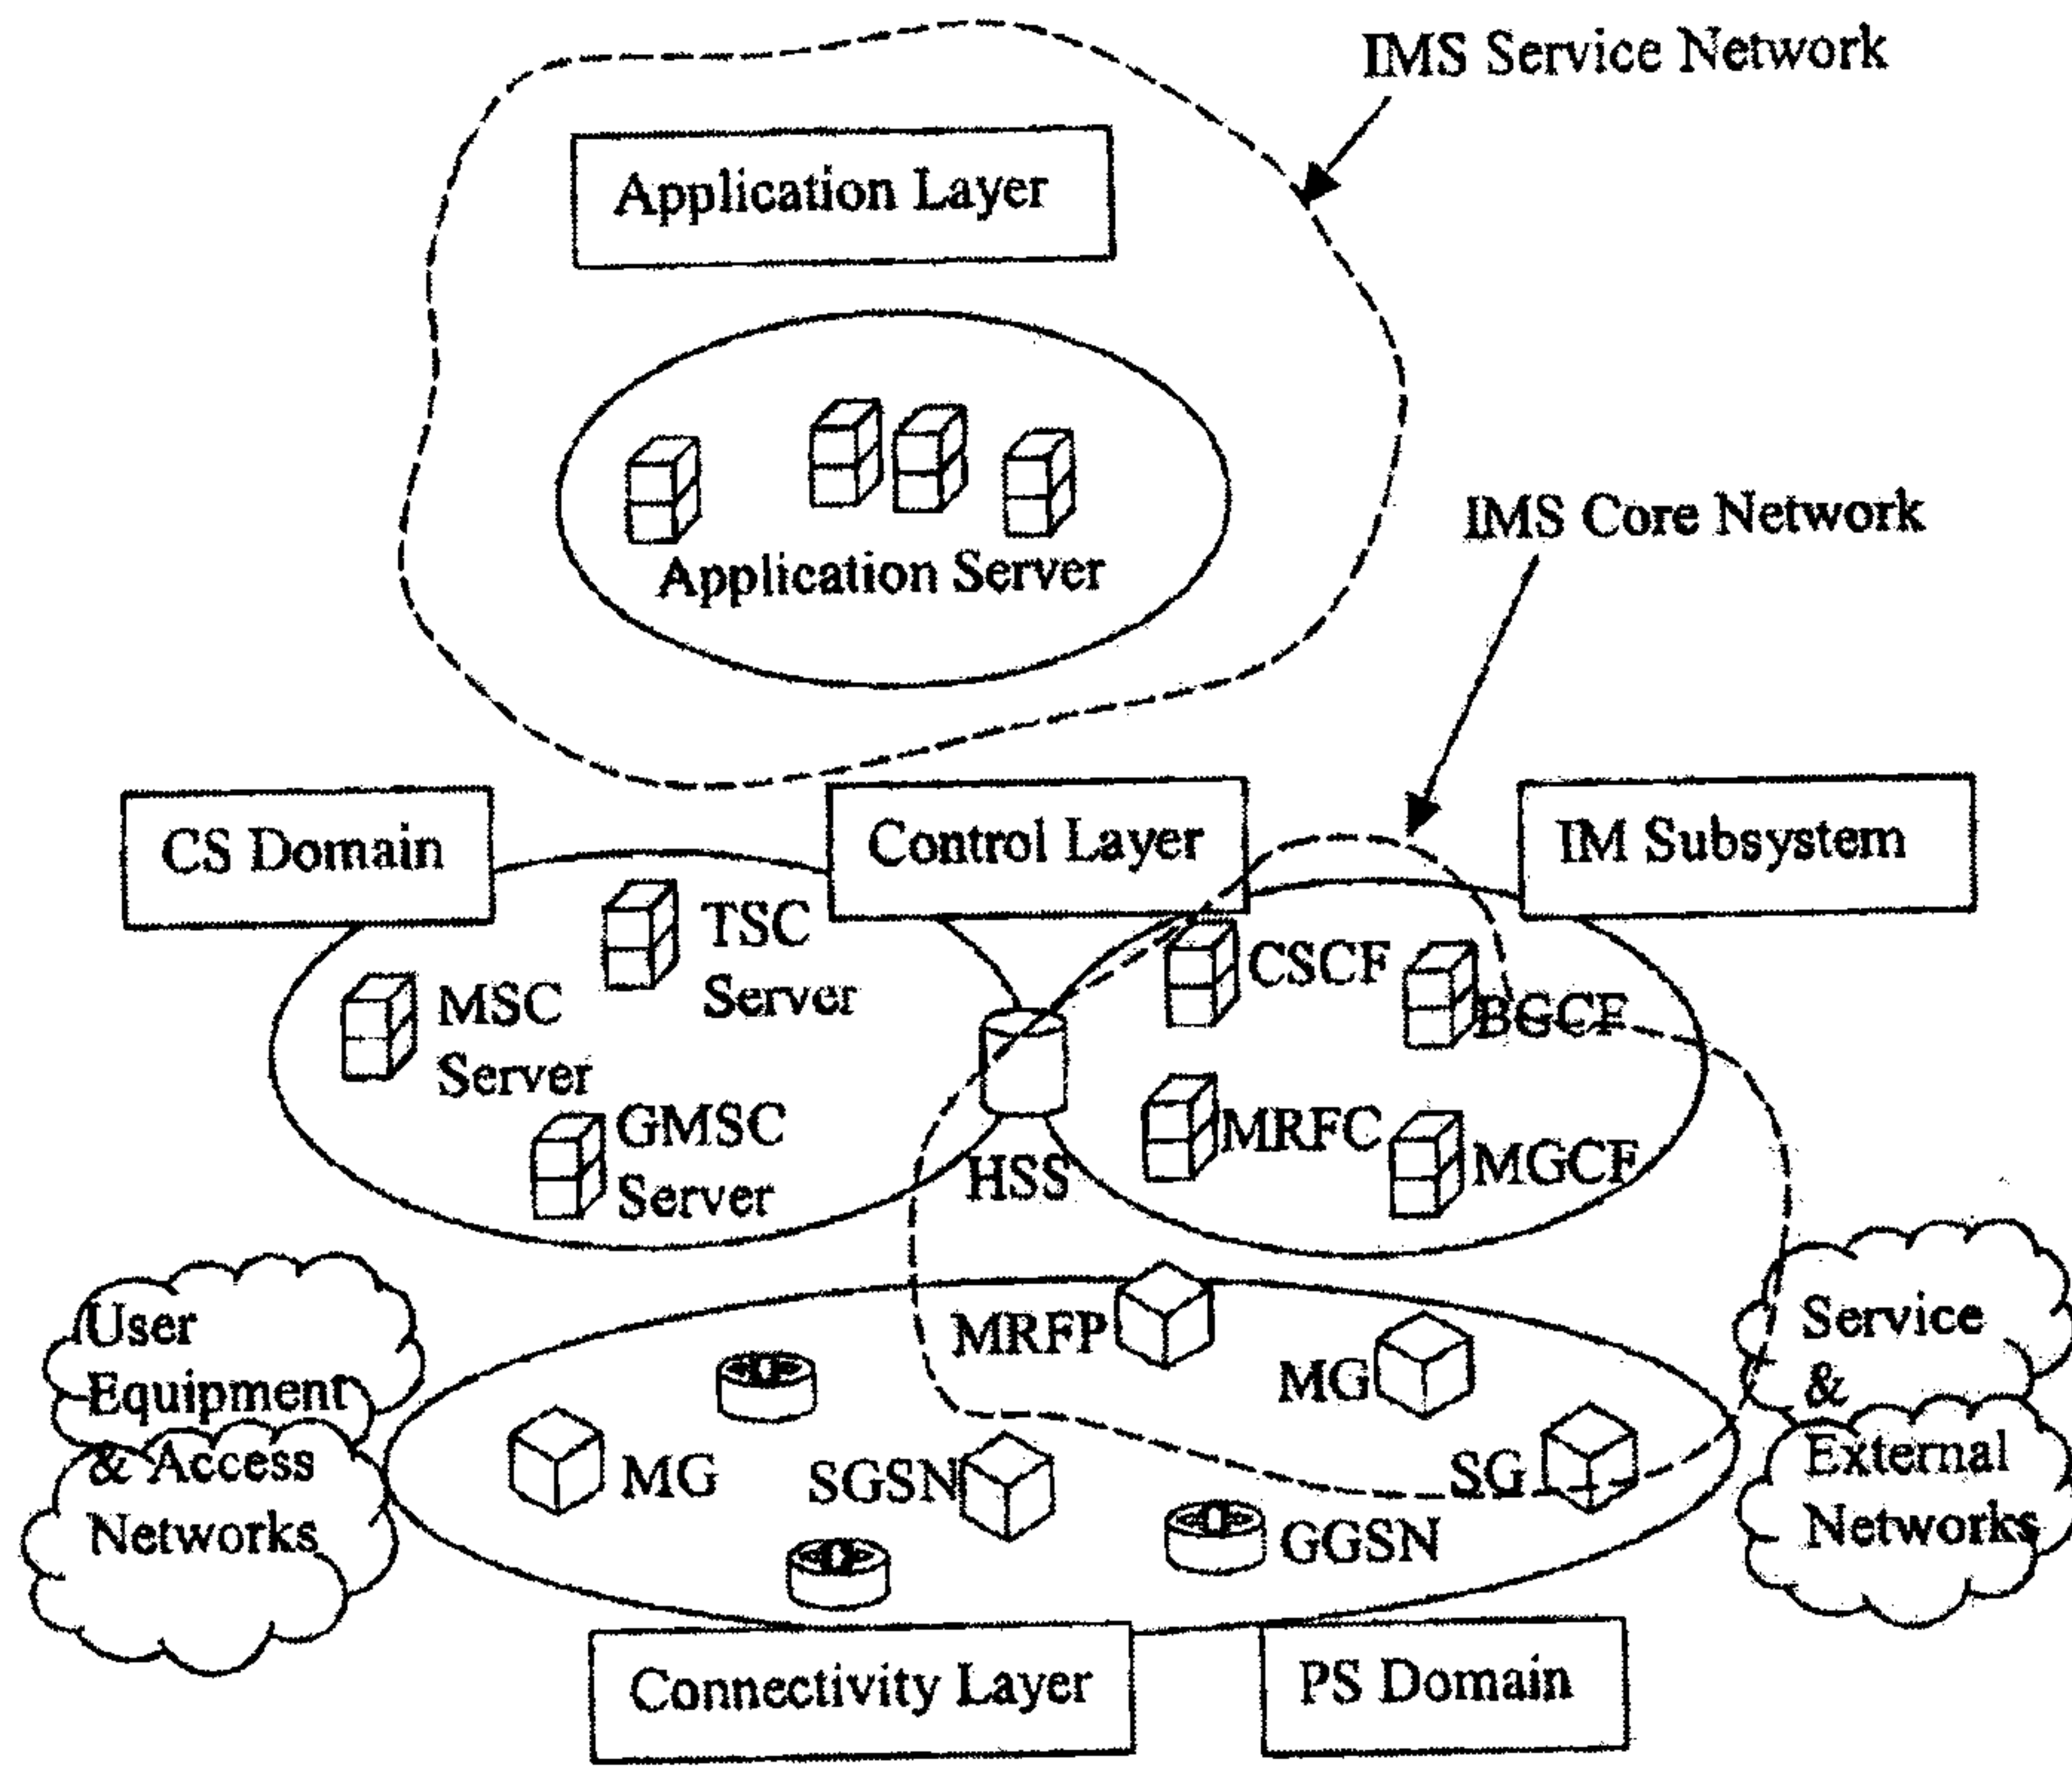 IMS Service Network
Application Layer
IMS Core Network
Application Server
CS Domain
Control Layer
IM Subsystem
TSC
Server
CSCF
MSC
Server
BGCF
GMSC
Server
MRFC
MGCF
HSS
User
Equipment
& Access
Networks
MRFP
MG
Service
&
External
Networks
MG
SGSN
SG
GGSN
Connectivity Layer
PS Domain